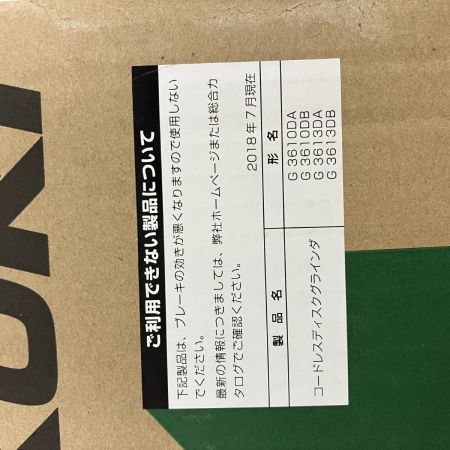 ご利用できない製品について
下記製品は、ブレーキの効きが悪くなりますので使用しない
でください。
最新の情報につきましては、弊社ホームページまたは総合カ
タログでご確認ください。
2018年7月現在
製品名 形名
コードレスディスクグラインダ G 3610DA
G 3610DB
G 3613DA
G 3613DB